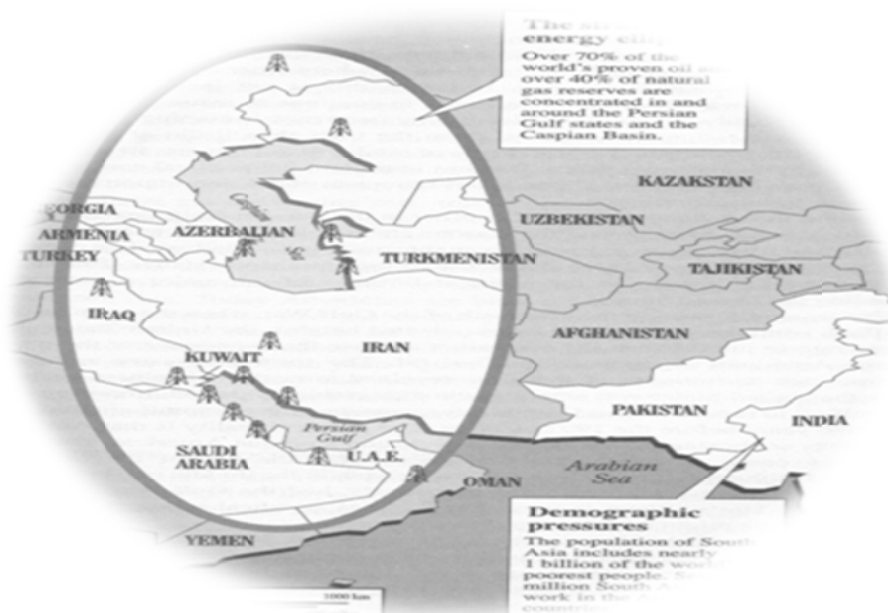 The
energy
Over 70% of the
world's proven oil
over 40% of natural
gas reserves are
concentrated in and
around the Persian
Gulf states and the
Caspian Basin.
KAZAKSTAN
UZBEKISTAN
GEORGIA
ARMENIA
AZERBAIJAN
Caspian
TURKEY
TURKMENISTAN
TAJIKISTAN
IRAQ
AFGHANISTAN
KUWAIT
IRAN
PAKISTAN
INDIA
Persian
Gulf
SAUDI
ARABIA
U.A.E.
Arabian
Sea
OMAN
YEMEN
Demographic
pressures
The population of South
Asia includes nearly
1 billion of the world
poorest people.
million South
work in the
countries
1000 km